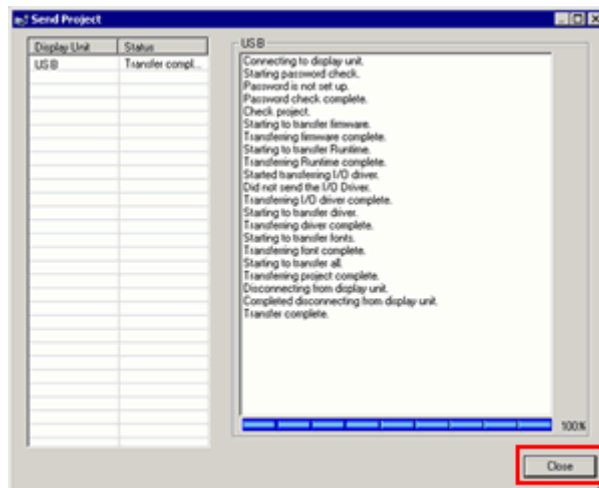 Send Project
Display Unit Status
USB Transfer compl...
USB
Connecting to display unit.
Starting password check.
Password is not set up.
Password check complete.
Check project.
Starting to transfer firmware.
Transferring firmware complete.
Starting to transfer Runtime.
Transferring Runtime complete.
Started transferring I/O driver.
Did not send the I/O Driver.
Transferring I/O driver complete.
Starting to transfer driver.
Transferring driver complete.
Starting to transfer fonts.
Transferring font complete.
Starting to transfer all.
Transferring project complete.
Disconnecting from display unit.
Completed disconnecting from display unit.
Transfer complete.
100%
Close